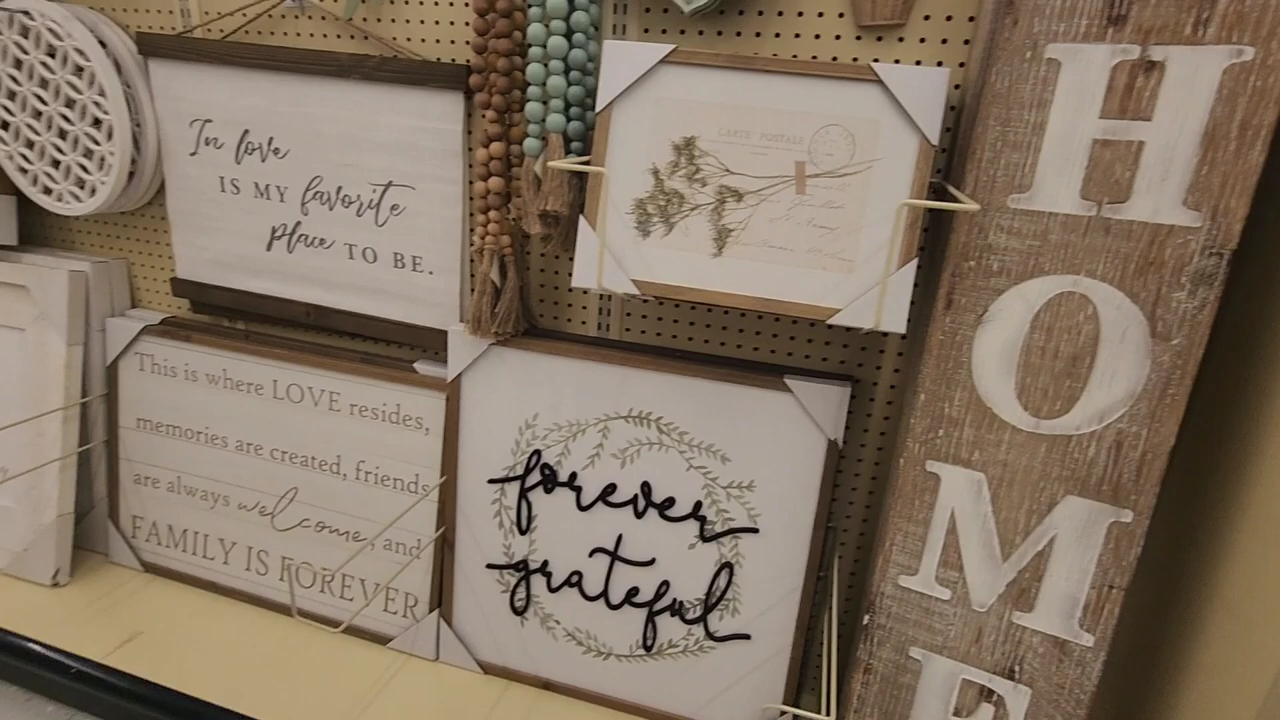 In love
IS MY favorite
place TO BE.
CARTE POSTALE
This is where LOVE resides,
memories are created, friends
are always welcome, and
FAMILY IS FOREVER
forever
grateful
HOME